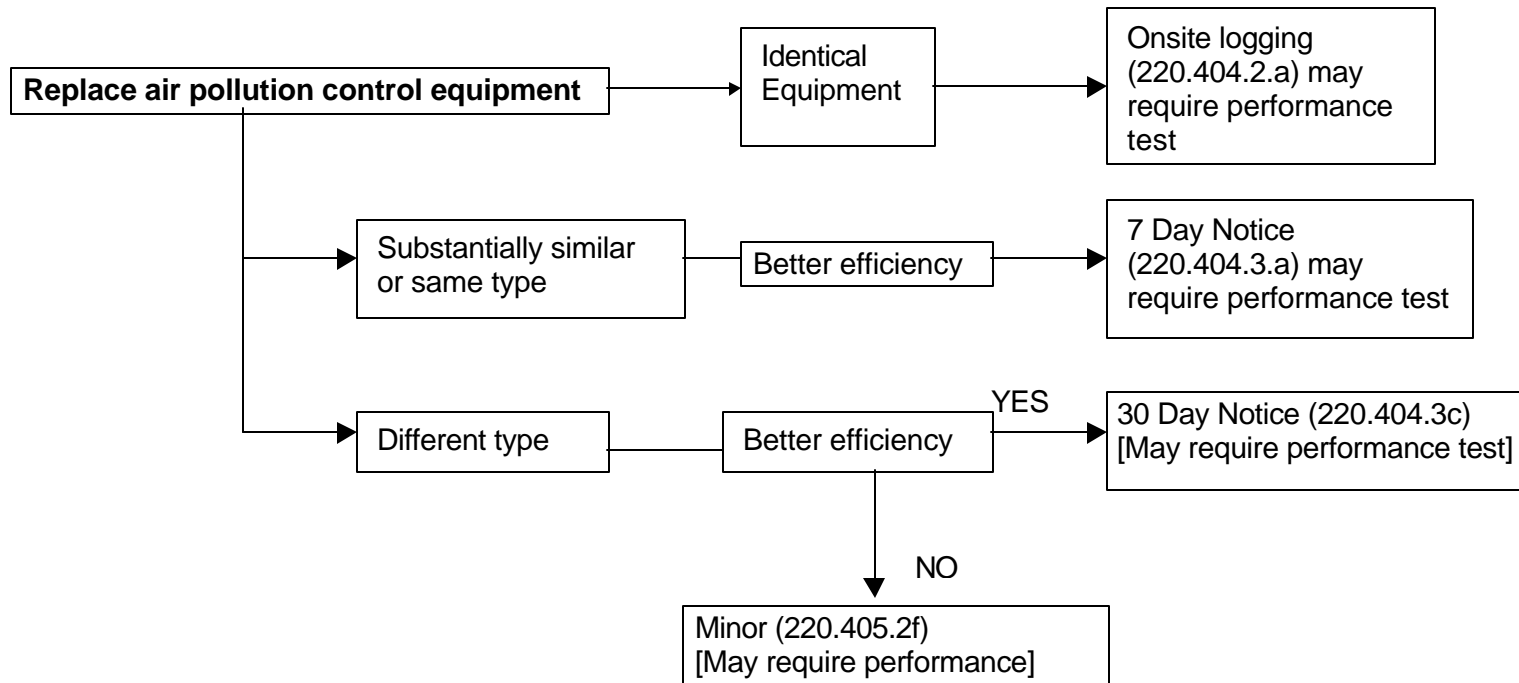 Replace air pollution control equipment
Identical
Equipment
Onsite logging
(220.404.2.a) may
require performance
test
Substantially similar
or same type
Better efficiency
7 Day Notice
(220.404.3.a) may
require performance test
Different type
Better efficiency
YES
30 Day Notice (220.404.3c)
[May require performance test]
NO
Minor (220.405.2f)
[May require performance]